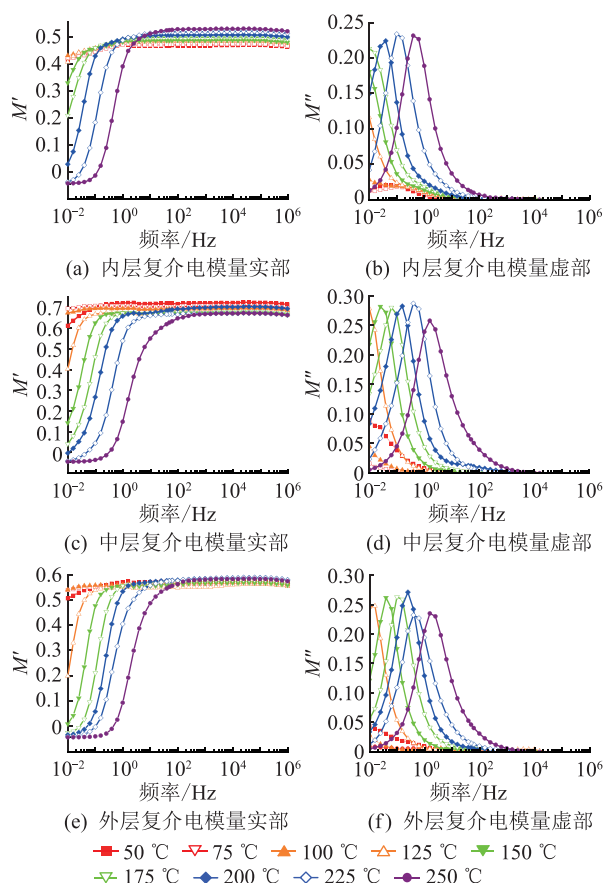 0.5
0.4
0.3
0.2
0.1
0
M′
10⁻² 10⁰ 10² 10⁴ 10⁶
频率/Hz
(a) 内层复介电模量实部
0.25
0.20
0.15
0.10
0.05
0
M″
10⁻² 10⁰ 10² 10⁴ 10⁶
频率/Hz
(b) 内层复介电模量虚部
0.7
0.6
0.5
0.4
0.3
0.2
0.1
0
M′
10⁻² 10⁰ 10² 10⁴ 10⁶
频率/Hz
(c) 中层复介电模量实部
0.30
0.25
0.20
0.15
0.10
0.05
0
M″
10⁻² 10⁰ 10² 10⁴ 10⁶
频率/Hz
(d) 中层复介电模量虚部
0.6
0.5
0.4
0.3
0.2
0.1
0
M′
10⁻² 10⁰ 10² 10⁴ 10⁶
频率/Hz
(e) 外层复介电模量实部
0.30
0.25
0.20
0.15
0.10
0.05
0
M″
10⁻² 10⁰ 10² 10⁴ 10⁶
频率/Hz
(f) 外层复介电模量虚部
50 ℃ 75 ℃ 100 ℃ 125 ℃ 150 ℃
175 ℃ 200 ℃ 225 ℃ 250 ℃